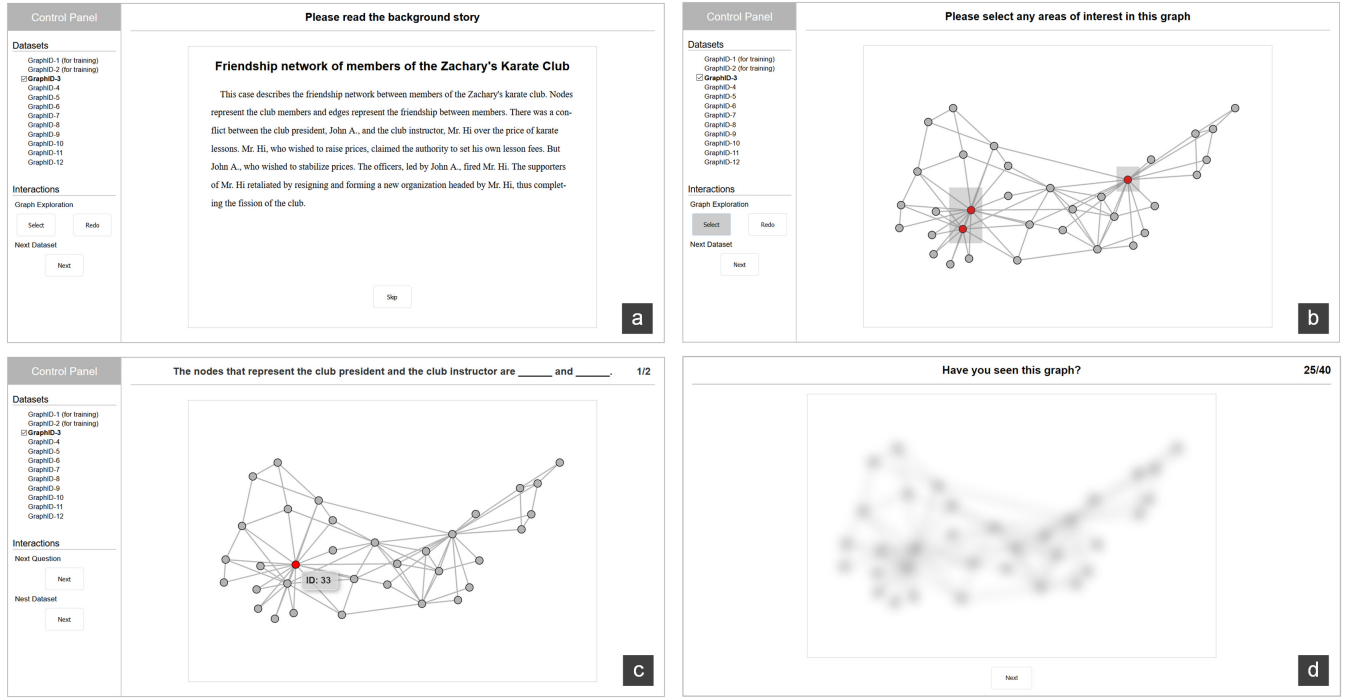 Control Panel
Please read the background story
Datasets
GraphID-1 (for training)
GraphID-2 (for training)
GraphID-3
GraphID-4
GraphID-5
GraphID-6
GraphID-7
GraphID-8
GraphID-9
GraphID-10
GraphID-11
GraphID-12
Interactions
Graph Exploration
Select
Redo
Next Dataset
Next
Friendship network of members of the Zachary's Karate Club
This case describes the friendship network between members of the Zachary's karate club. Nodes
represent the club members and edges represent the friendship between members. There was a con-
flict between the club president, John A., and the club instructor, Mr. Hi over the price of karate
lessons. Mr. Hi, who wished to raise prices, claimed the authority to set his own lesson fees. But
John A., who wished to stabilize prices. The officers, led by John A., fired Mr. Hi. The supporters
of Mr. Hi retaliated by resigning and forming a new organization headed by Mr. Hi, thus complet-
ing the fission of the club.
Skip
a
Control Panel
Please select any areas of interest in this graph
Datasets
GraphID-1 (for training)
GraphID-2 (for training)
GraphID-3
GraphID-4
GraphID-5
GraphID-6
GraphID-7
GraphID-8
GraphID-9
GraphID-10
GraphID-11
GraphID-12
Interactions
Graph Exploration
Select
Redo
Next Dataset
Next
b
Control Panel
The nodes that represent the club president and the club instructor are ______ and ______. 1/2
Datasets
GraphID-1 (for training)
GraphID-2 (for training)
GraphID-3
GraphID-4
GraphID-5
GraphID-6
GraphID-7
GraphID-8
GraphID-9
GraphID-10
GraphID-11
GraphID-12
Interactions
Next Question
Next
Nest Dataset
Next
ID: 33
c
Have you seen this graph? 25/40
Next
d